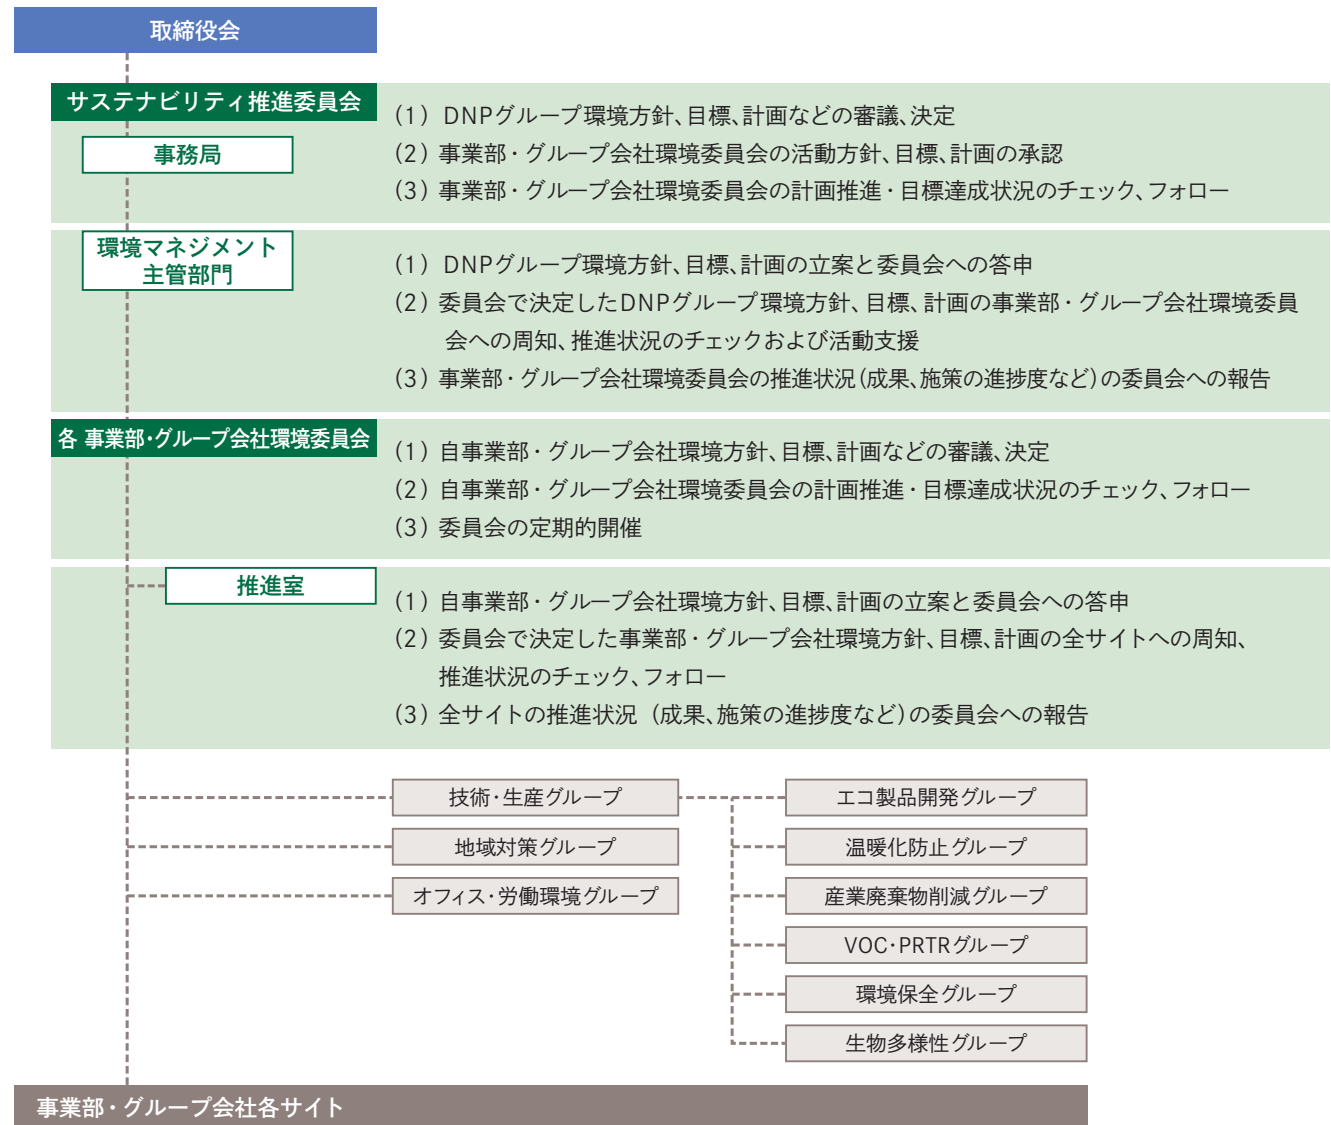 取締役会
サステナビリティ推進委員会
事務局
(1) DNPグループ環境方針、目標、計画などの審議、決定
(2) 事業部・グループ会社環境委員会の活動方針、目標、計画の承認
(3) 事業部・グループ会社環境委員会の計画推進・目標達成状況のチェック、フォロー
環境マネジメント
主管部門
(1) DNPグループ環境方針、目標、計画の立案と委員会への答申
(2) 委員会で決定したDNPグループ環境方針、目標、計画の事業部・グループ会社環境委員
会への周知、推進状況のチェックおよび活動支援
(3) 事業部・グループ会社環境委員会の推進状況(成果、施策の進捗度など)の委員会への報告
各 事業部・グループ会社環境委員会
(1) 自事業部・グループ会社環境方針、目標、計画などの審議、決定
(2) 自事業部・グループ会社環境委員会の計画推進・目標達成状況のチェック、フォロー
(3) 委員会の定期的開催
推進室
(1) 自事業部・グループ会社環境方針、目標、計画の立案と委員会への答申
(2) 委員会で決定した事業部・グループ会社環境方針、目標、計画の全サイトへの周知、
推進状況のチェック、フォロー
(3) 全サイトの推進状況 (成果、施策の進捗度など)の委員会への報告
技術・生産グループ
地域対策グループ
オフィス・労働環境グループ
エコ製品開発グループ
温暖化防止グループ
産業廃棄物削減グループ
VOC・PRTRグループ
環境保全グループ
生物多様性グループ
事業部・グループ会社各サイト